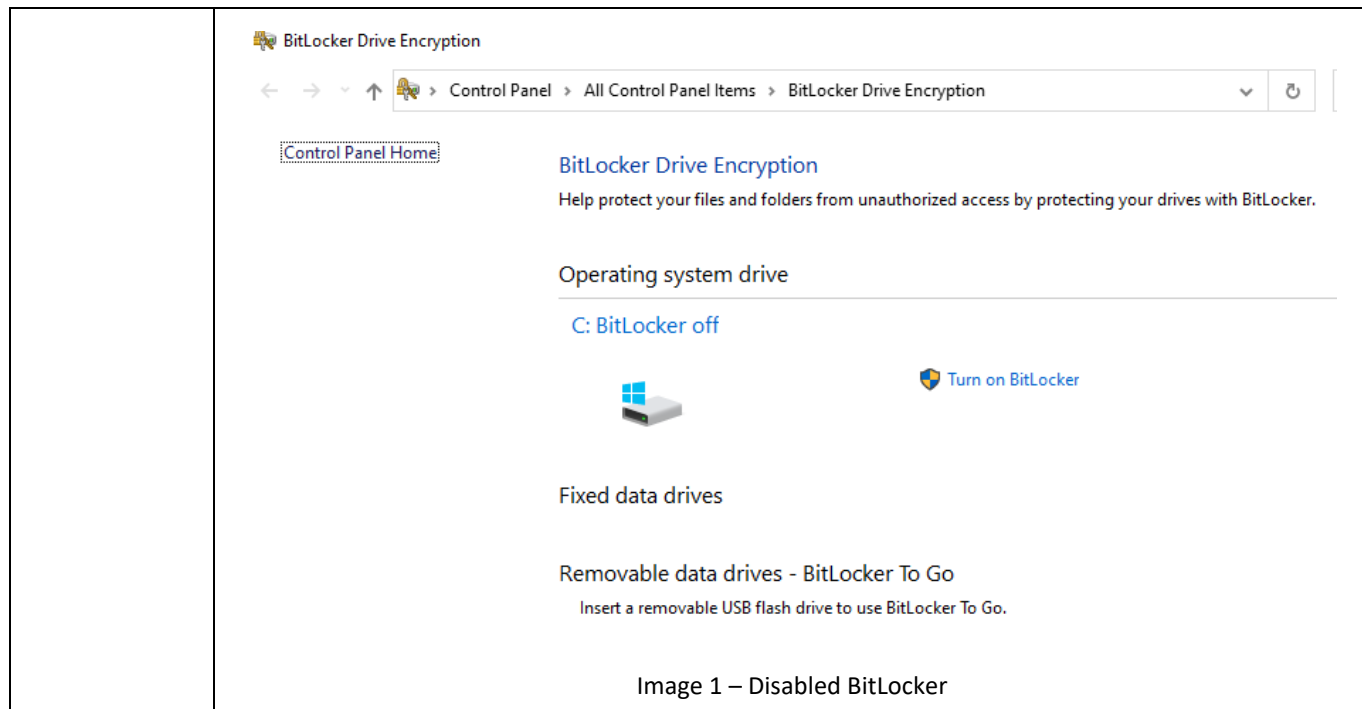 BitLocker Drive Encryption
Control Panel > All Control Panel Items > BitLocker Drive Encryption
Control Panel Home
BitLocker Drive Encryption
Help protect your files and folders from unauthorized access by protecting your drives with BitLocker.
Operating system drive
C: BitLocker off
Turn on BitLocker
Fixed data drives
Removable data drives - BitLocker To Go
Insert a removable USB flash drive to use BitLocker To Go.
Image 1 – Disabled BitLocker